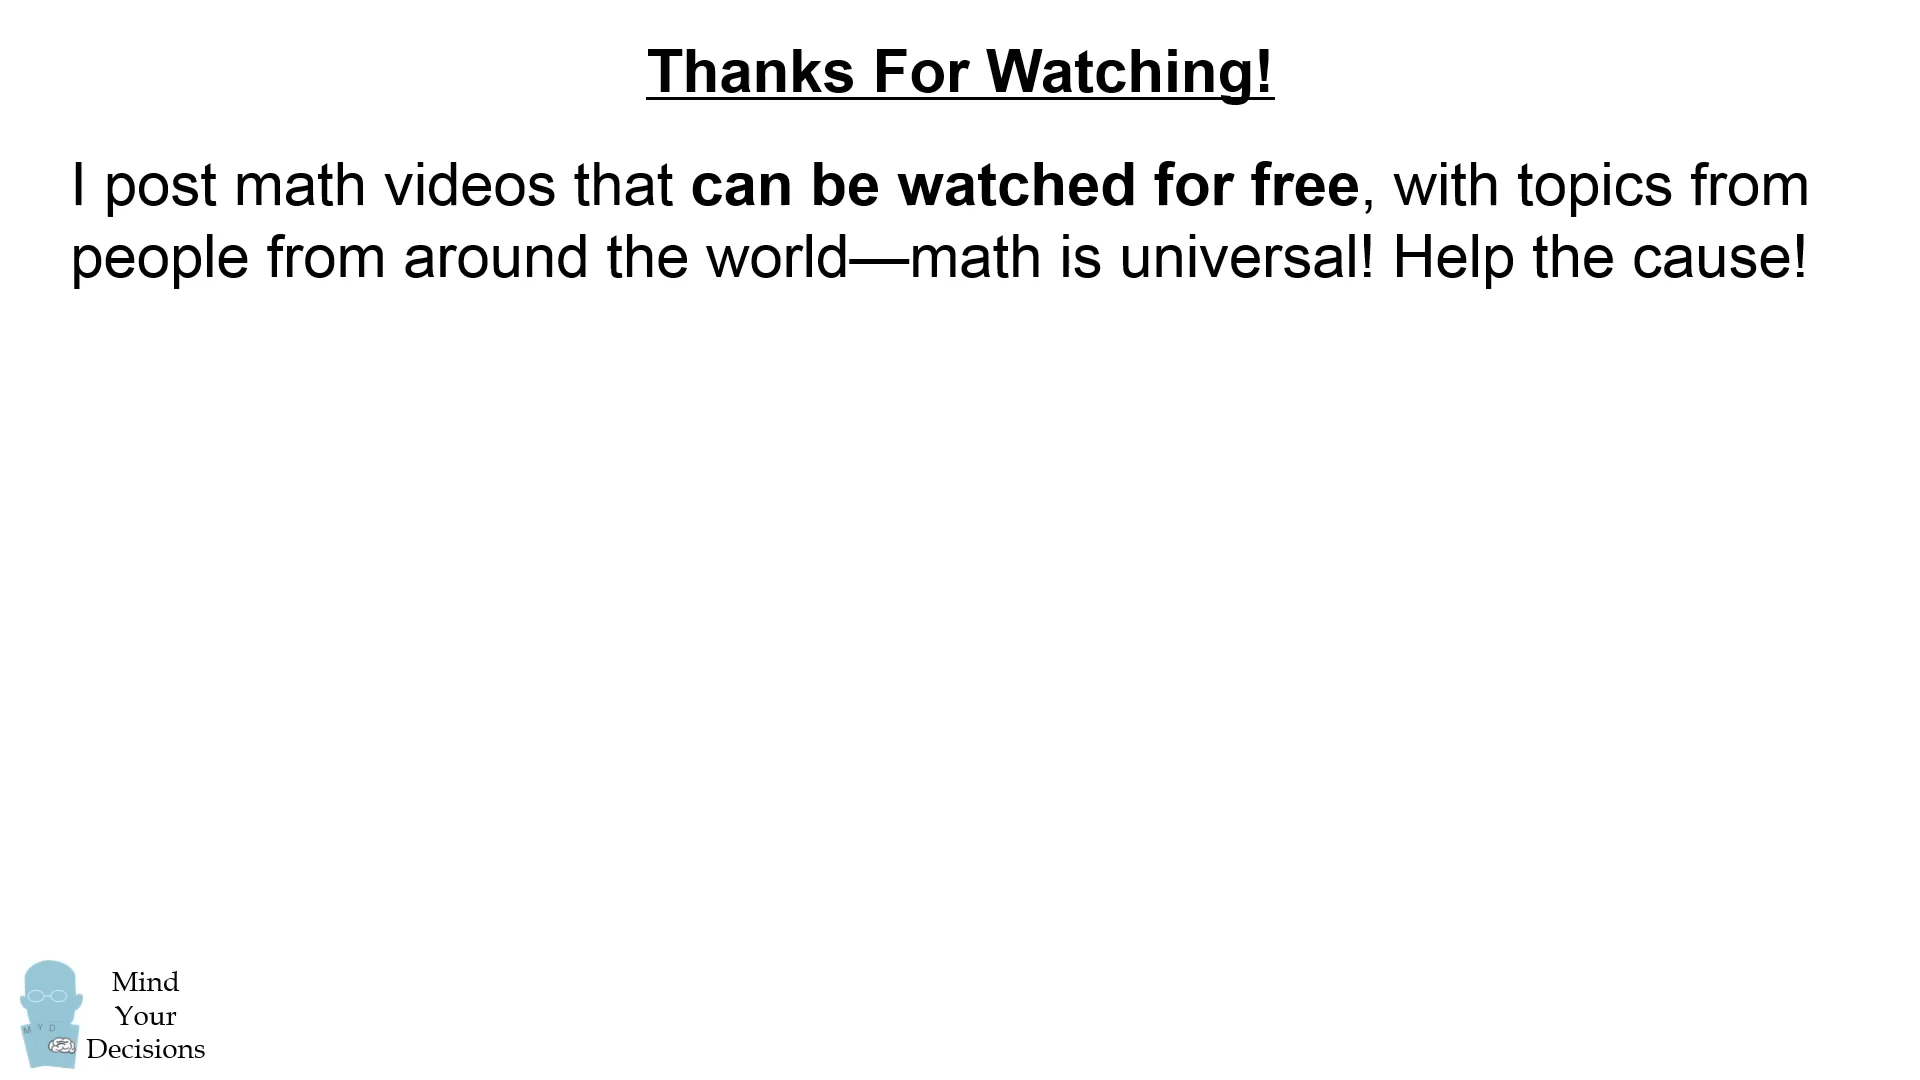 Thanks For Watching!
I post math videos that can be watched for free, with topics from
people from around the world—math is universal! Help the cause!
M Y D
Mind
Your
Decisions